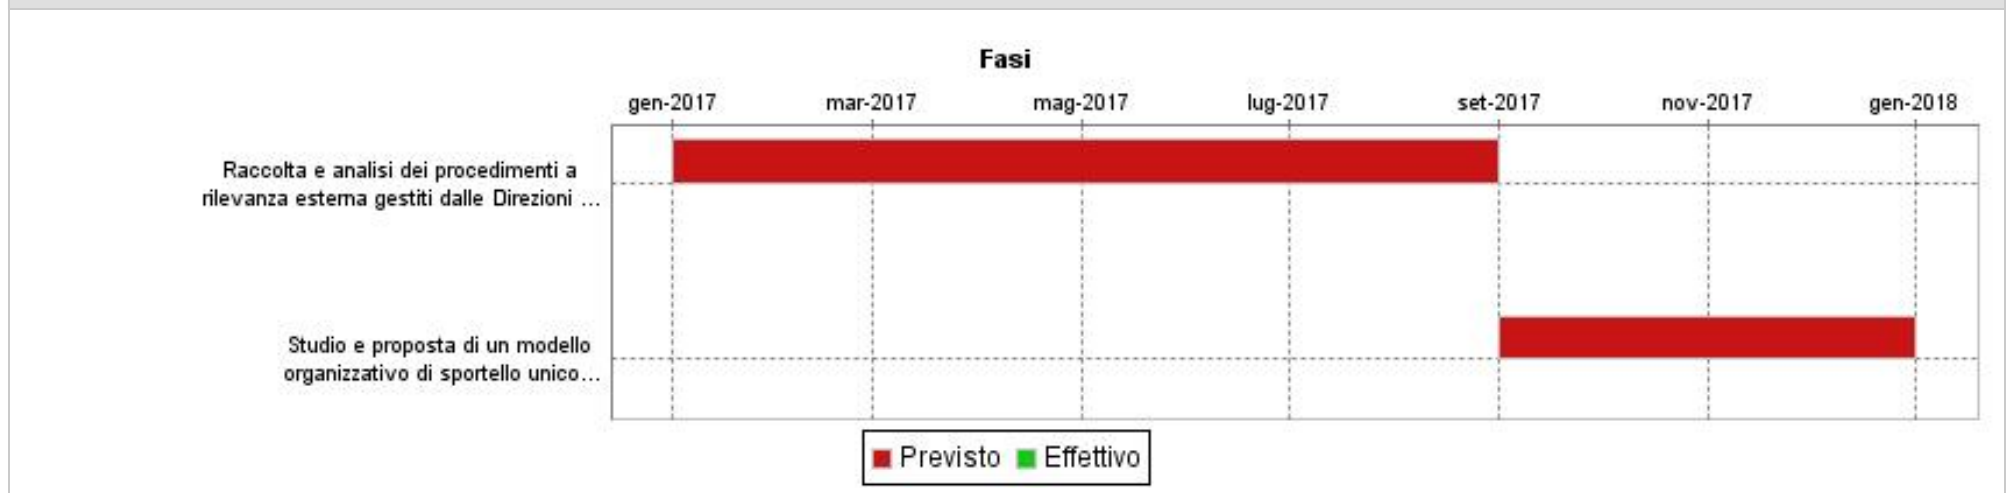 Fasi
gen-2017 mar-2017 mag-2017 lug-2017 set-2017 nov-2017 gen-2018
Raccolta e analisi dei procedimenti a
rilevanza esterna gestiti dalle Direzioni ...
Studio e proposta di un modello
organizzativo di sportello unico...
Previsto Effettivo